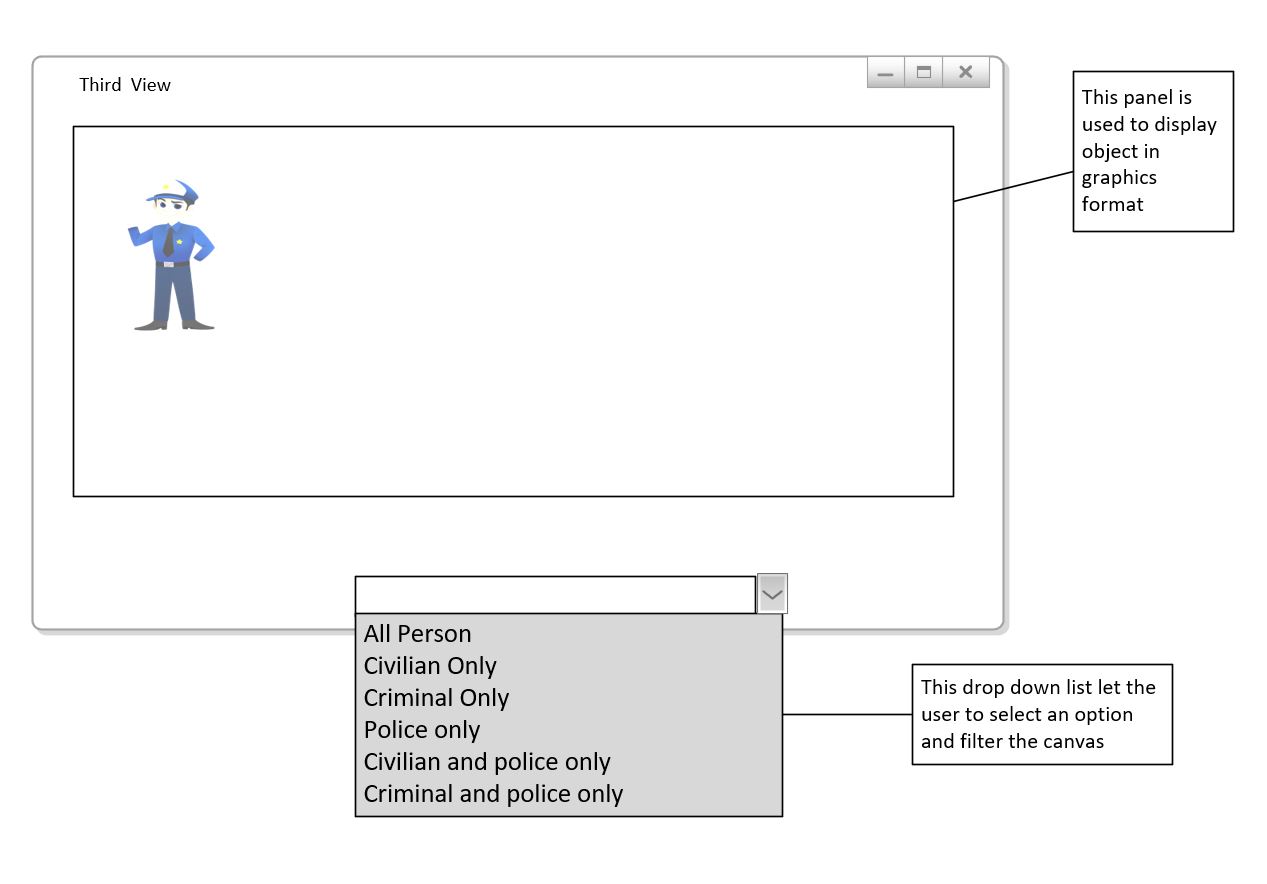 Third View
This panel is
used to display
object in
graphics
format
All Person
Civilian Only
Criminal Only
Police only
Civilian and police only
Criminal and police only
This drop down list let the
user to select an option
and filter the canvas